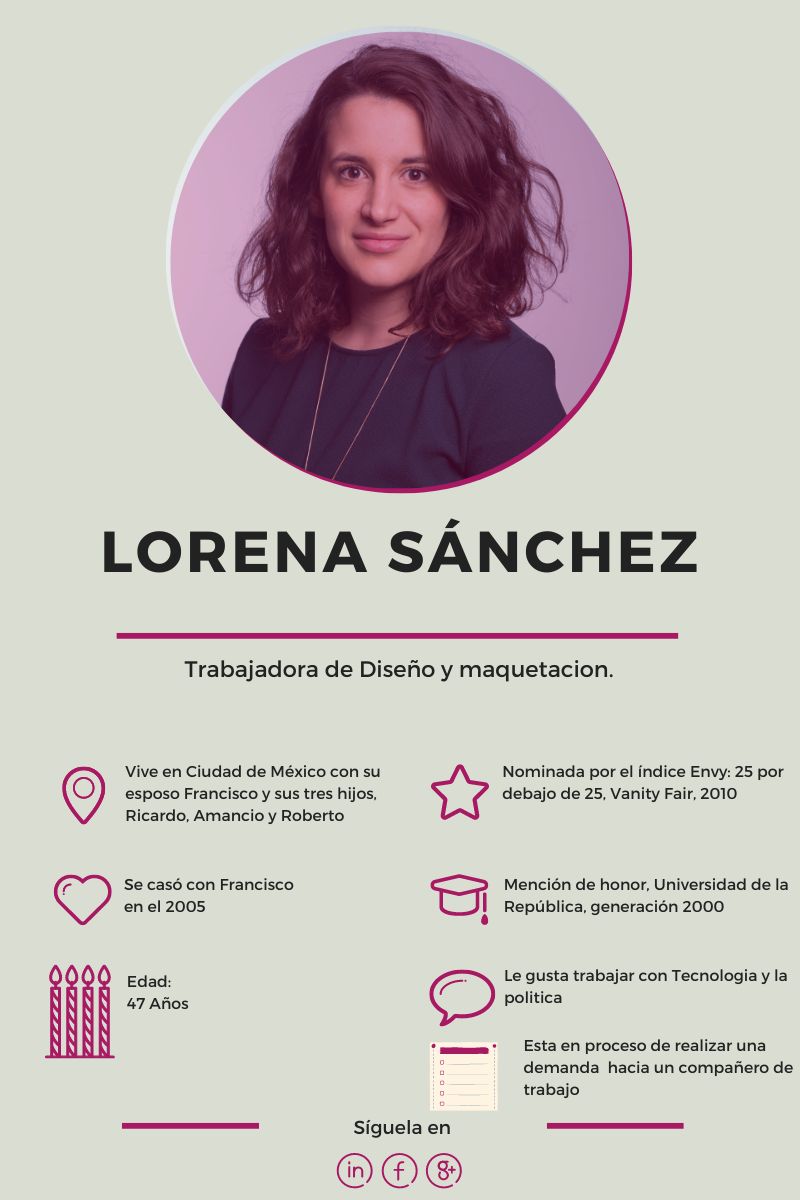 LORENA SÁNCHEZ
Trabajadora de Diseño y maquetacion.
Vive en Ciudad de México con su
esposo Francisco y sus tres hijos,
Ricardo, Amancio y Roberto
Nominada por el índice Envy: 25 por
debajo de 25, Vanity Fair, 2010
Se casó con Francisco
en el 2005
Mención de honor, Universidad de la
República, generación 2000
Edad:
47 Años
Le gusta trabajar con Tecnologia y la
politica
Esta en proceso de realizar una
demanda  hacia un compañero de
trabajo
Síguela en
in f g+